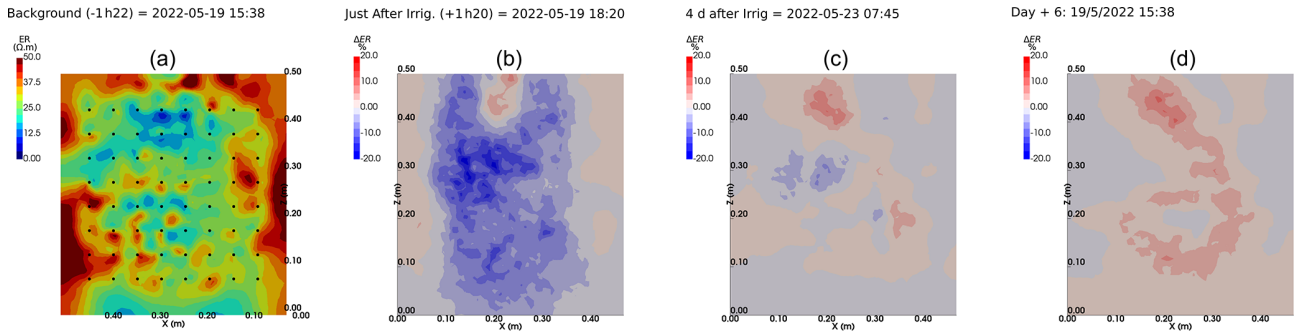 Background (-1h22) = 2022-05-19 15:38
Just After Irrig. (+1h20) = 2022-05-19 18:20
4 d after Irrig = 2022-05-23 07:45
Day + 6: 19/5/2022 15:38
ER
(Ω.m)
50.0
37.5
25.0
12.5
0.00
(a)
0.50
0.40
0.30
0.20
0.10
0.00
Z (m)
0.40 0.30 0.20 0.10 0.00
X (m)
ΔER
%
20.0
10.0
0.00
-10.0
-20.0
(b)
0.50
0.40
0.30
0.20
0.10
0.00
Z (m)
0.00 0.10 0.20 0.30 0.40
X (m)
ΔER
%
20.0
10.0
0.00
-10.0
-20.0
(c)
0.50
0.40
0.30
0.20
0.10
0.00
Z (m)
0.00 0.10 0.20 0.30 0.40
X (m)
ΔER
%
20.0
10.0
0.00
-10.0
-20.0
(d)
0.50
0.40
0.30
0.20
0.10
0.00
Z (m)
0.00 0.10 0.20 0.30 0.40
X (m)